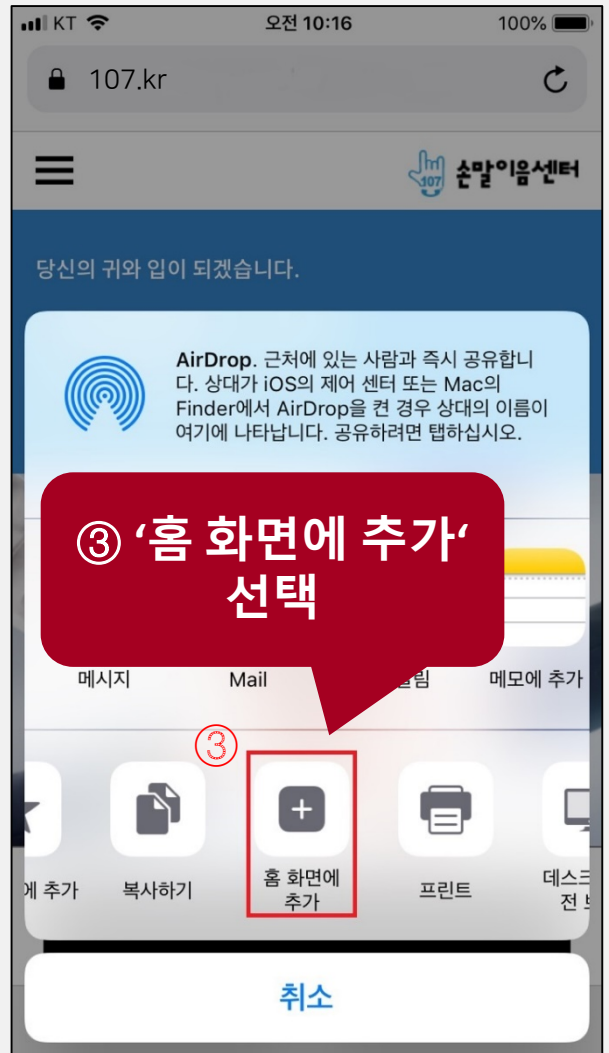 KT 오전 10:16 100%
107.kr
107 손말이음센터
당신의 귀와 입이 되겠습니다.
AirDrop. 근처에 있는 사람과 즉시 공유합니
다. 상대가 iOS의 제어 센터 또는 Mac의
Finder에서 AirDrop을 켠 경우 상대의 이름이
여기에 나타납니다. 공유하려면 탭하십시오.
③ ‘홈 화면에 추가‘
선택
메시지 Mail 메모에 추가
③
에 추가 복사하기 홈 화면에 프린트 데스크
추가 전
취소